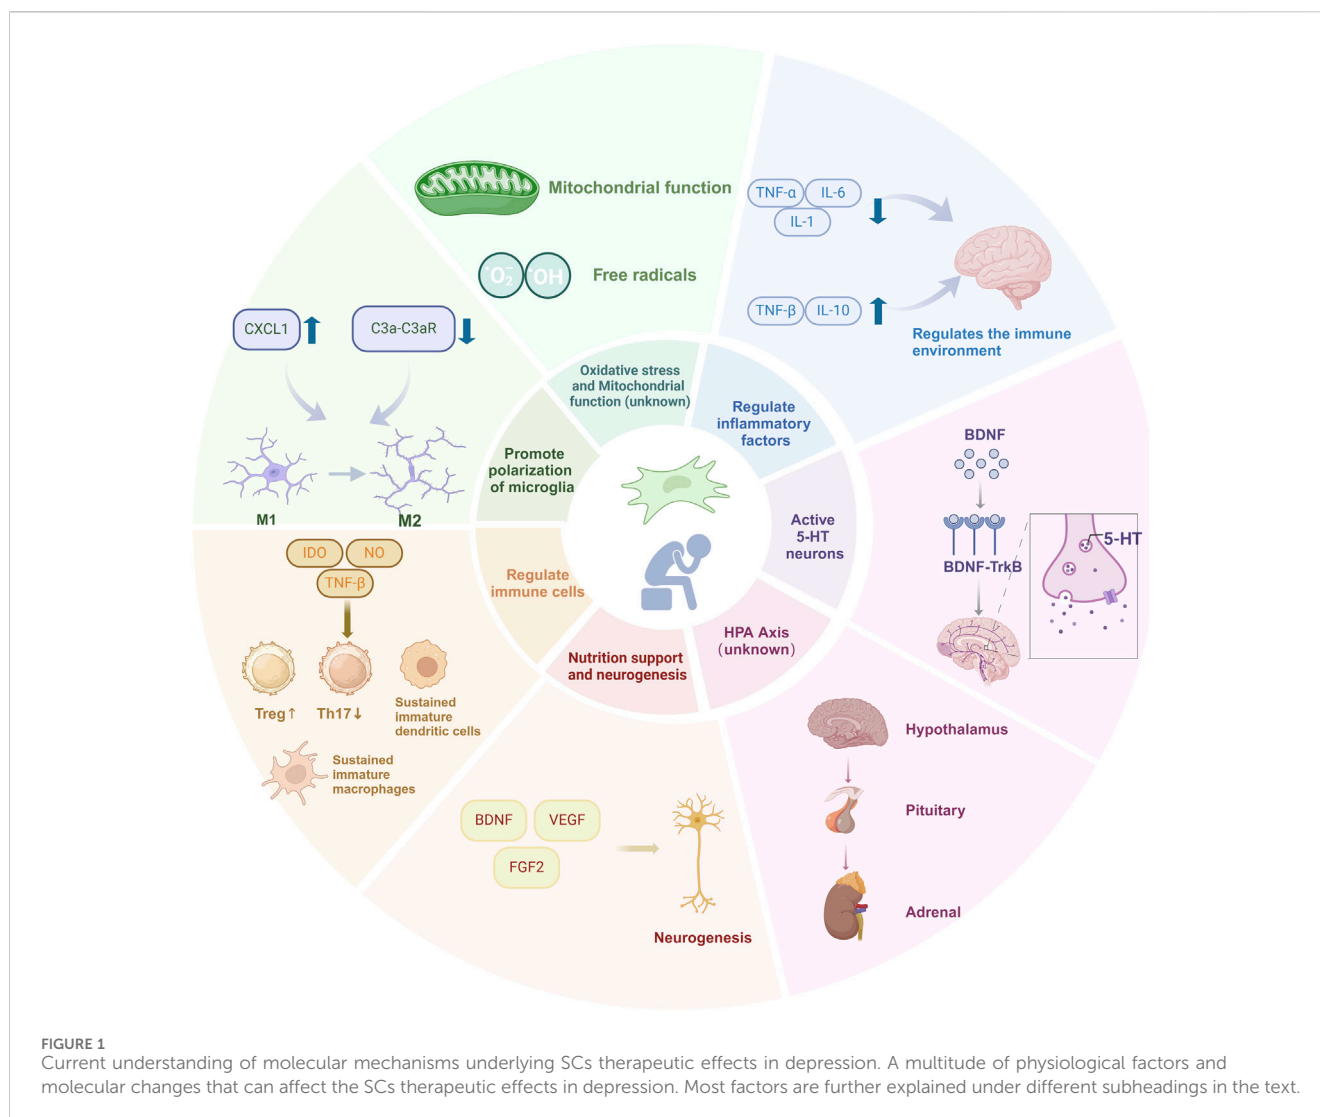 Mitochondrial function
·O₂⁻
·OH
Free radicals
TNF-α
IL-6
IL-1
TNF-β
IL-10
Regulates the immune
environment
CXCL1
C3a-C3aR
M1
M2
Oxidative stress
and Mitochondrial
function (unknown)
Regulate
inflammatory
factors
Promote
polarization
of microglia
Active
5-HT
neurons
Regulate
immune cells
HPA Axis
(unknown)
Nutrition support
and neurogenesis
BDNF
BDNF-TrkB
5-HT
IDO
NO
TNF-β
Treg↑
Th17↓
Sustained
immature
dendritic cells
Sustained
immature
macrophages
BDNF
VEGF
FGF2
Neurogenesis
Hypothalamus
Pituitary
Adrenal
FIGURE 1
Current understanding of molecular mechanisms underlying SCs therapeutic effects in depression. A multitude of physiological factors and
molecular changes that can affect the SCs therapeutic effects in depression. Most factors are further explained under different subheadings in the text.